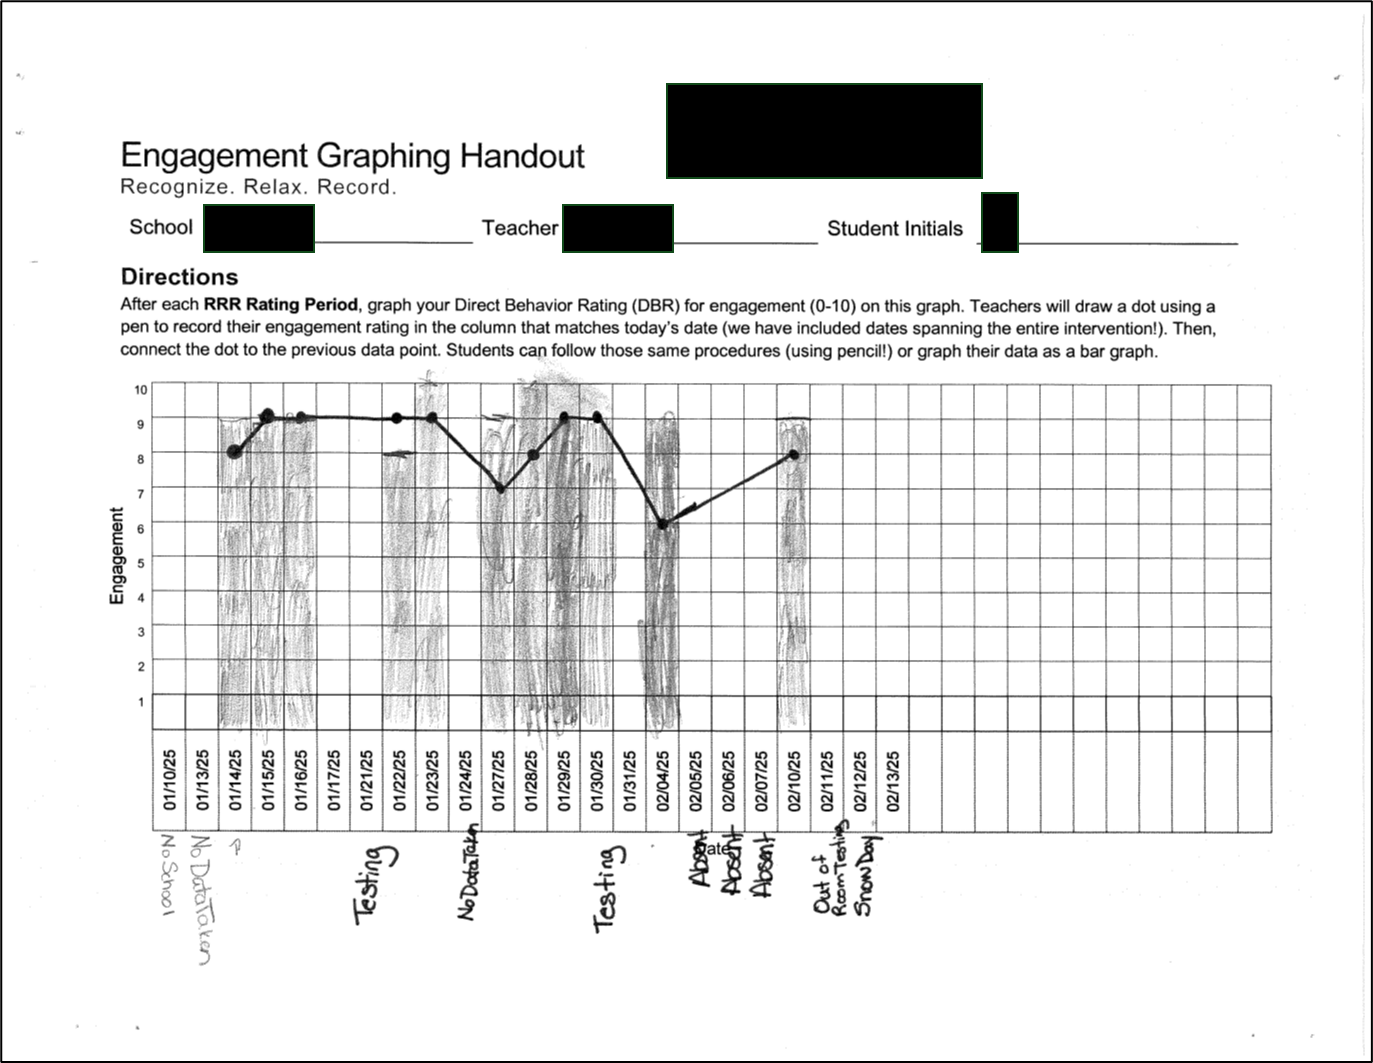 Engagement Graphing Handout
Recognize. Relax. Record.
School Teacher Student Initials
Directions
After each RRR Rating Period, graph your Direct Behavior Rating (DBR) for engagement (0-10) on this graph. Teachers will draw a dot using a
pen to record their engagement rating in the column that matches today's date (we have included dates spanning the entire intervention!). Then,
connect the dot to the previous data point. Students can follow those same procedures (using pencil!) or graph their data as a bar graph.
10
9
8
7
6
5
4
3
2
1
Engagement
01/10/25
01/13/25
01/14/25
01/15/25
01/16/25
01/17/25
01/21/25
01/22/25
01/23/25
01/24/25
01/27/25
01/28/25
01/29/25
01/30/25
01/31/25
02/04/25
02/05/25
02/06/25
02/07/25
02/10/25
02/11/25
02/12/25
02/13/25
Date
No School
No Data Taken
Testing
No Data Taken
Testing
Absent
Absent
Absent
Out of
Room Testing
Snow Day